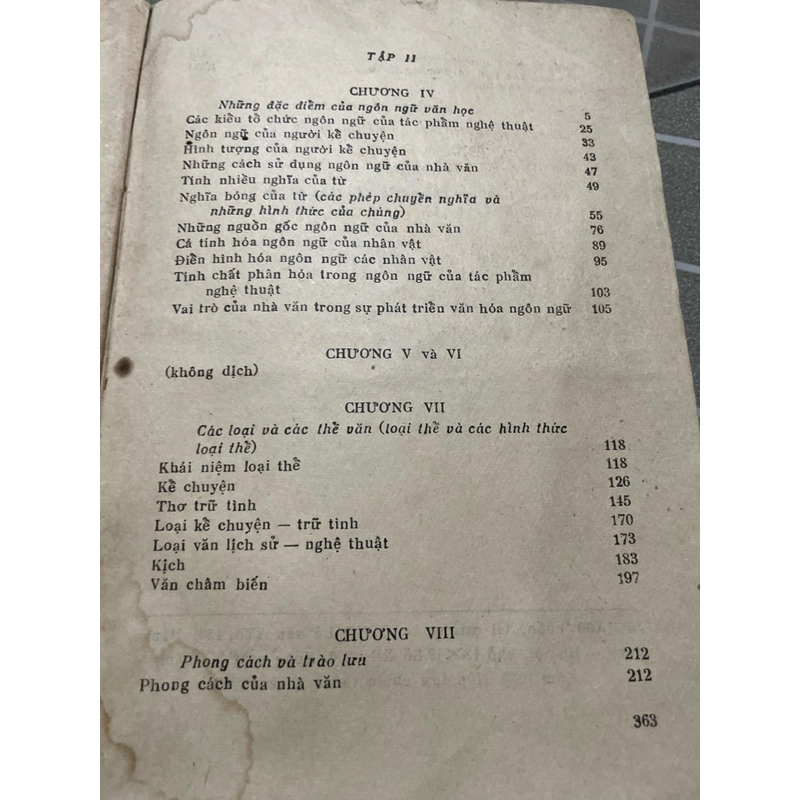 TẬP II
CHƯƠNG IV
Những đặc điểm của ngôn ngữ văn học 5
Các kiểu tổ chức ngôn ngữ của tác phẩm nghệ thuật 25
Ngôn ngữ của người kể chuyện 33
Hình tượng của người kể chuyện 43
Những cách sử dụng ngôn ngữ của nhà văn 47
Tính nhiều nghĩa của từ 49
Nghĩa bóng của từ (các phép chuyển nghĩa và
những hình thức của chúng) 55
Những nguồn gốc ngôn ngữ của nhà văn 76
Cá tính hóa ngôn ngữ của nhân vật 89
Điển hình hóa ngôn ngữ các nhân vật 95
Tính chất phân hóa trong ngôn ngữ của tác phẩm
nghệ thuật 103
Vai trò của nhà văn trong sự phát triển văn hóa ngôn ngữ 105
CHƯƠNG V và VI
(không dịch)
CHƯƠNG VII
Các loại và các thể văn (loại thể và các hình thức
loại thể) 118
Khái niệm loại thể 118
Kể chuyện 126
Thơ trữ tình 145
Loại kể chuyện — trữ tình 170
Loại văn lịch sử — nghệ thuật 173
Kịch 183
Văn châm biến 197
CHƯƠNG VIII
Phong cách và trào lưu 212
Phong cách của nhà văn 212
363